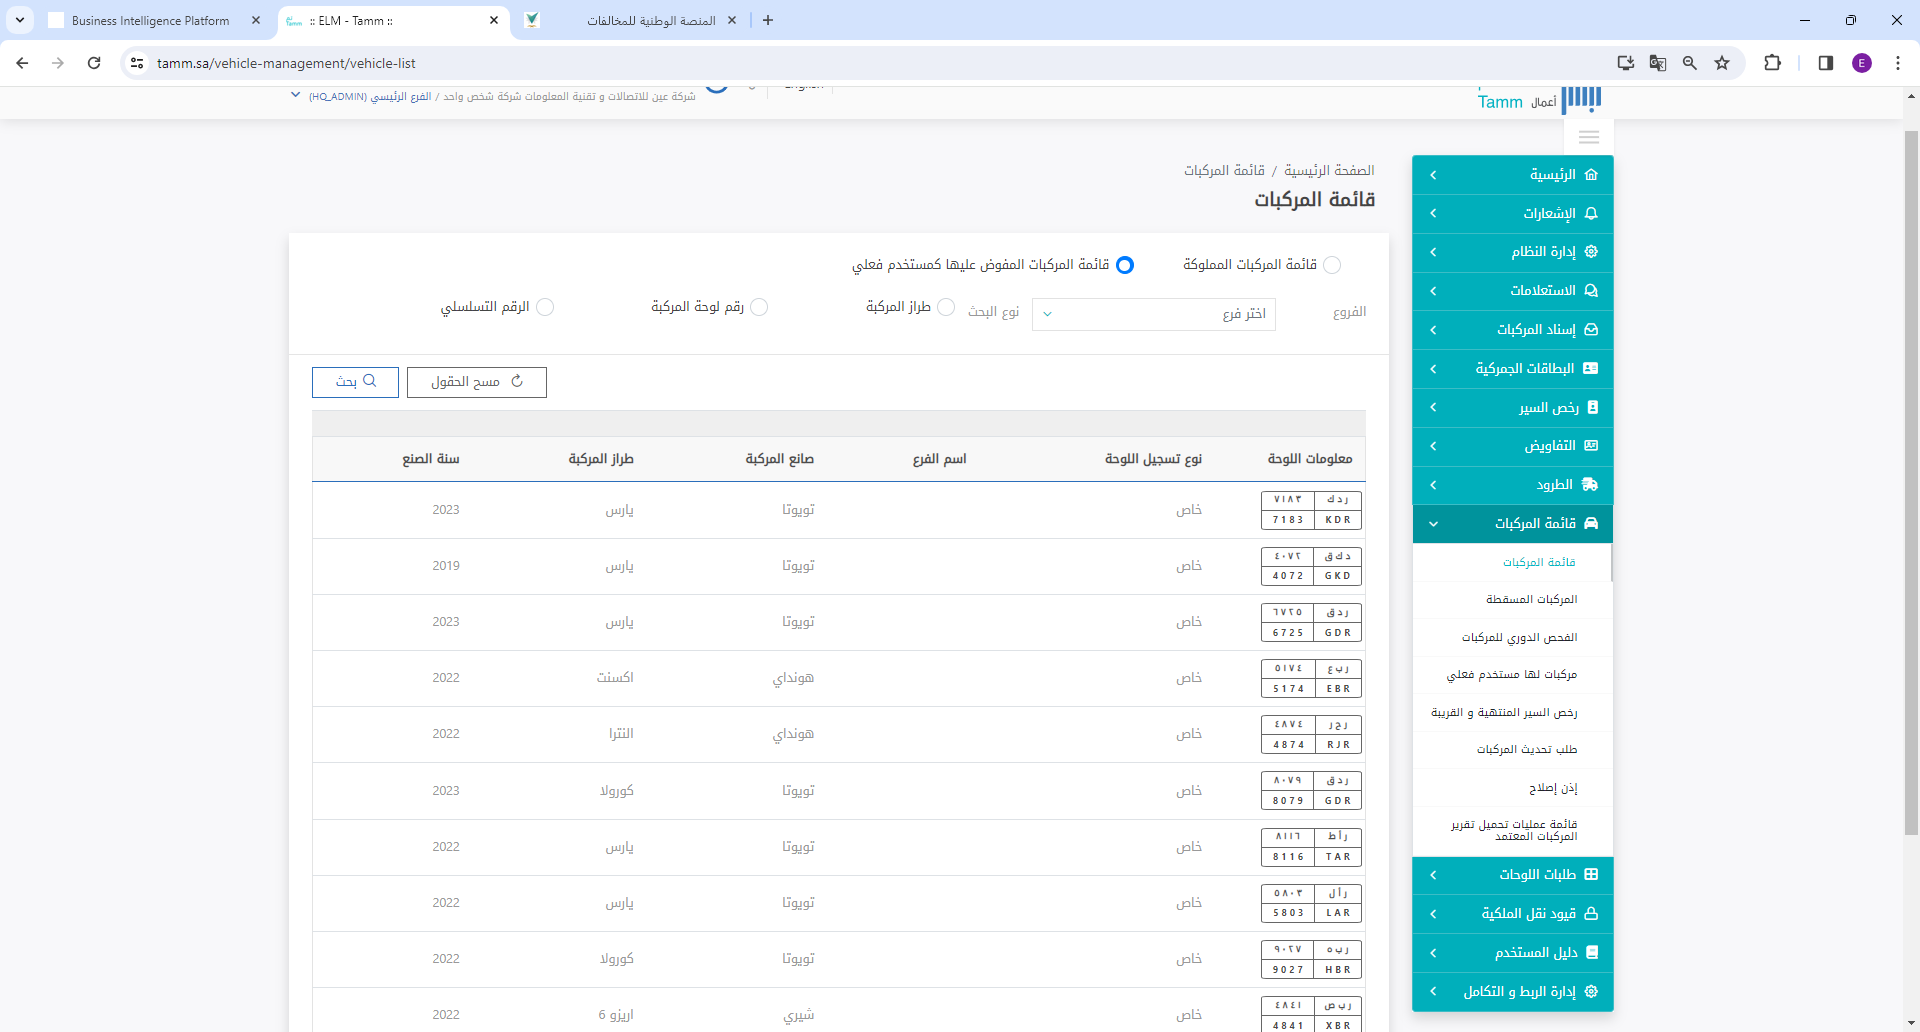 Business Intelligence Platform
:: ELM - Tamm ::
المنصة الوطنية للمخالفات
tamm.sa/vehicle-management/vehicle-list
E
شركة عين للاتصالات و تقنية المعلومات شركة شخص واحد / الفرع الرئيسي (HQ_ADMIN)
English
Tamm أعمال
الصفحة الرئيسية / قائمة المركبات
قائمة المركبات
قائمة المركبات المملوكة
قائمة المركبات المفوض عليها كمستخدم فعلي
الفروع
اختر فرع
نوع البحث
طراز المركبة
رقم لوحة المركبة
الرقم التسلسلي
مسح الحقول
بحث
معلومات اللوحة نوع تسجيل اللوحة اسم الفرع صانع المركبة طراز المركبة سنة الصنع
ر د ك ٧١٨٣
7183 KDR
خاص تويوتا يارس 2023
د ك ق ٤٠٧٢
4072 GKD
خاص تويوتا يارس 2019
ر د ق ٦٧٢٥
6725 GDR
خاص تويوتا يارس 2023
ر ب ع ٥١٧٤
5174 EBR
خاص هونداي اكسنت 2022
ر ح ر ٤٨٧٤
4874 RJR
خاص هونداي النترا 2022
ر د ق ٨٠٧٩
8079 GDR
خاص تويوتا كورولا 2023
ر أ ط ٨١١٦
8116 TAR
خاص تويوتا يارس 2022
ر أ ل ٥٨٠٣
5803 LAR
خاص تويوتا يارس 2022
ر ب ه ٩٠٢٧
9027 HBR
خاص تويوتا كورولا 2022
ر ب ص ٤٨٤١
4841 XBR
خاص شيري اريزو 6 2022
الرئيسية
الإشعارات
إدارة النظام
الاستعلامات
إسناد المركبات
البطاقات الجمركية
رخص السير
التفاويض
الطرود
قائمة المركبات
قائمة المركبات
المركبات المسقطة
الفحص الدوري للمركبات
مركبات لها مستخدم فعلي
رخص السير المنتهية و القريبة
طلب تحديث المركبات
إذن إصلاح
قائمة عمليات تحميل تقرير
المركبات المعتمد
طلبات اللوحات
قيود نقل الملكية
دليل المستخدم
إدارة الربط و التكامل